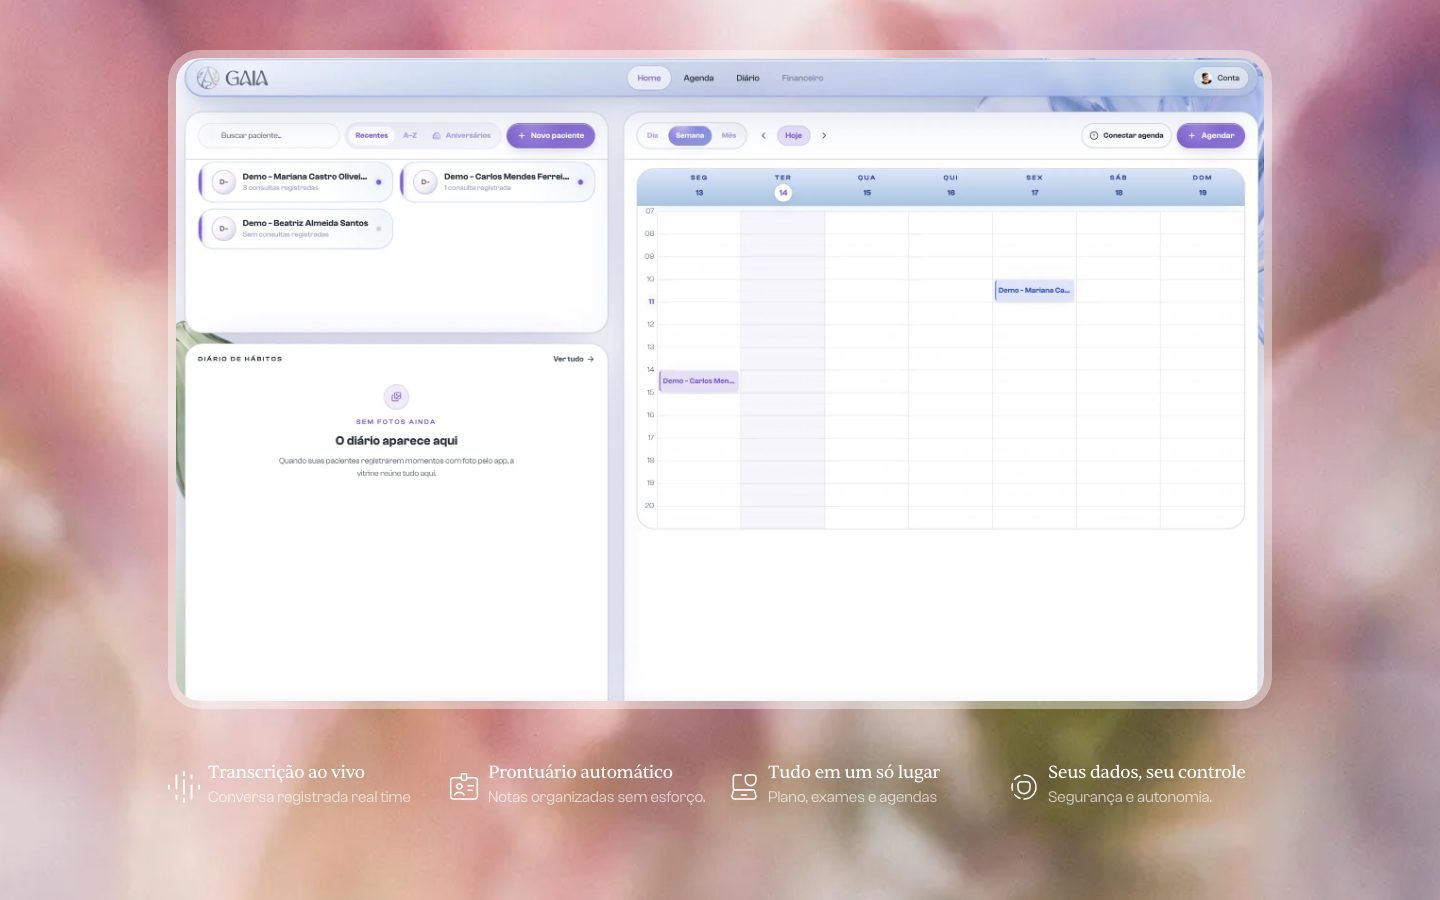 GAIA
Home Agenda Diário Financeiro
Conta
Buscar paciente...
Recentes A-Z Aniversários
+ Novo paciente
Demo - Mariana Castro Olivei...
3 consultas registradas
Demo - Carlos Mendes Ferrei...
1 consulta registrada
Demo - Beatriz Almeida Santos
Sem consultas registradas
D-
D-
D-
DIÁRIO DE HÁBITOS
Ver tudo →
SEM FOTOS AINDA
O diário aparece aqui
Quando suas pacientes registrarem momentos com foto pelo app, a
vitrine reúne tudo aqui.
Dia Semana Mês
< Hoje >
Conectar agenda
+ Agendar
SEG TER QUA QUI SEX SÁB DOM
13 14 15 16 17 18 19
07
08
09
10
Demo - Mariana Ca...
11
12
13
14
Demo - Carlos Men...
15
16
17
18
19
20
Transcrição ao vivo
Conversa registrada real time
Prontuário automático
Notas organizadas sem esforço.
Tudo em um só lugar
Plano, exames e agendas
Seus dados, seu controle
Segurança e autonomia.